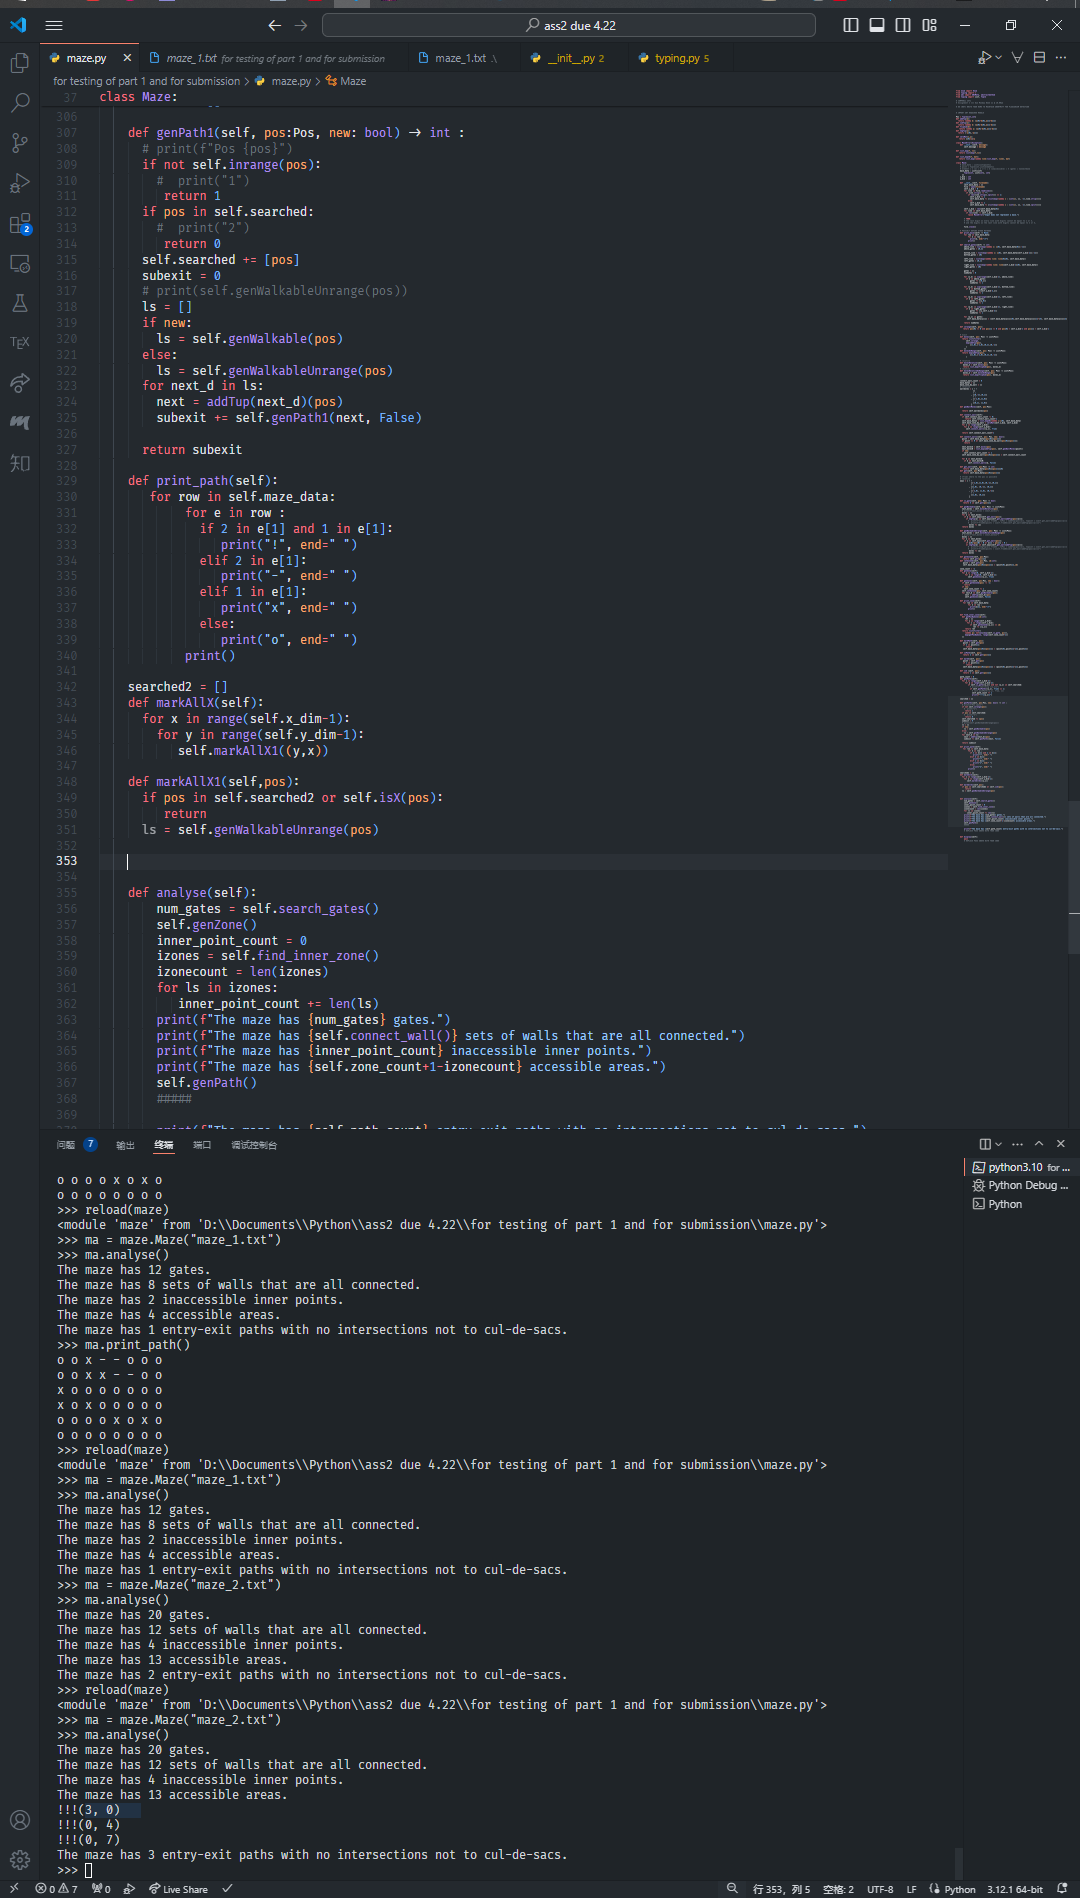 ass2 due 4.22
maze.py
maze_1.txt for testing of part 1 and for submission
maze_1.txt .\
__init__.py 2
typing.py 5
for testing of part 1 and for submission > maze.py > Maze
37 class Maze:
306
307 def genPath1(self, pos:Pos, new: bool) -> int :
308 # print(f"Pos {pos}")
309 if not self.inrange(pos):
310 #  print("1")
311 return 1
312 if pos in self.searched:
313 #  print("2")
314 return 0
315 self.searched += [pos]
316 subexit = 0
317 # print(self.genWalkableUnrange(pos))
318 ls = []
319 if new:
320 ls = self.genWalkable(pos)
321 else:
322 ls = self.genWalkableUnrange(pos)
323 for next_d in ls:
324 next = addTup(next_d)(pos)
325 subexit += self.genPath1(next, False)
326
327 return subexit
328
329 def print_path(self):
330 for row in self.maze_data:
331 for e in row :
332 if 2 in e[1] and 1 in e[1]:
333 print("!", end=" ")
334 elif 2 in e[1]:
335 print("-", end=" ")
336 elif 1 in e[1]:
337 print("x", end=" ")
338 else:
339 print("o", end=" ")
340 print()
341
342 searched2 = []
343 def markAllX(self):
344 for x in range(self.x_dim-1):
345 for y in range(self.y_dim-1):
346 self.markAllX1((y,x))
347
348 def markAllX1(self,pos):
349 if pos in self.searched2 or self.isX(pos):
350 return
351 ls = self.genWalkableUnrange(pos)
352
353
354
355 def analyse(self):
356 num_gates = self.search_gates()
357 self.genZone()
358 inner_point_count = 0
359 izones = self.find_inner_zone()
360 izonecount = len(izones)
361 for ls in izones:
362 inner_point_count += len(ls)
363 print(f"The maze has {num_gates} gates.")
364 print(f"The maze has {self.connect_wall()} sets of walls that are all connected.")
365 print(f"The maze has {inner_point_count} inaccessible inner points.")
366 print(f"The maze has {self.zone_count+1-izonecount} accessible areas.")
367 self.genPath()
368 #####
369
问题 7 输出 终端 端口 调试控制台
python3.10 for ...
Python Debug ...
Python
o o o o x o x o
o o o o o o o o
>>> reload(maze)
<module 'maze' from 'D:\\Documents\\Python\\ass2 due 4.22\\for testing of part 1 and for submission\\maze.py'>
>>> ma = maze.Maze("maze_1.txt")
>>> ma.analyse()
The maze has 12 gates.
The maze has 8 sets of walls that are all connected.
The maze has 2 inaccessible inner points.
The maze has 4 accessible areas.
The maze has 1 entry-exit paths with no intersections not to cul-de-sacs.
>>> ma.print_path()
o o x - - o o o
o o x x - - o o
x o o o o o o o
x o x o o o o o
o o o o x o x o
o o o o o o o o
>>> reload(maze)
<module 'maze' from 'D:\\Documents\\Python\\ass2 due 4.22\\for testing of part 1 and for submission\\maze.py'>
>>> ma = maze.Maze("maze_1.txt")
>>> ma.analyse()
The maze has 12 gates.
The maze has 8 sets of walls that are all connected.
The maze has 2 inaccessible inner points.
The maze has 4 accessible areas.
The maze has 1 entry-exit paths with no intersections not to cul-de-sacs.
>>> ma = maze.Maze("maze_2.txt")
>>> ma.analyse()
The maze has 20 gates.
The maze has 12 sets of walls that are all connected.
The maze has 4 inaccessible inner points.
The maze has 13 accessible areas.
The maze has 2 entry-exit paths with no intersections not to cul-de-sacs.
>>> reload(maze)
<module 'maze' from 'D:\\Documents\\Python\\ass2 due 4.22\\for testing of part 1 and for submission\\maze.py'>
>>> ma = maze.Maze("maze_2.txt")
>>> ma.analyse()
The maze has 20 gates.
The maze has 12 sets of walls that are all connected.
The maze has 4 inaccessible inner points.
The maze has 13 accessible areas.
!!!(3, 0)
!!!(0, 4)
!!!(0, 7)
The maze has 3 entry-exit paths with no intersections not to cul-de-sacs.
>>>
0 7 0 Live Share 行 353，列 5 空格: 2 UTF-8 LF Python 3.12.1 64-bit